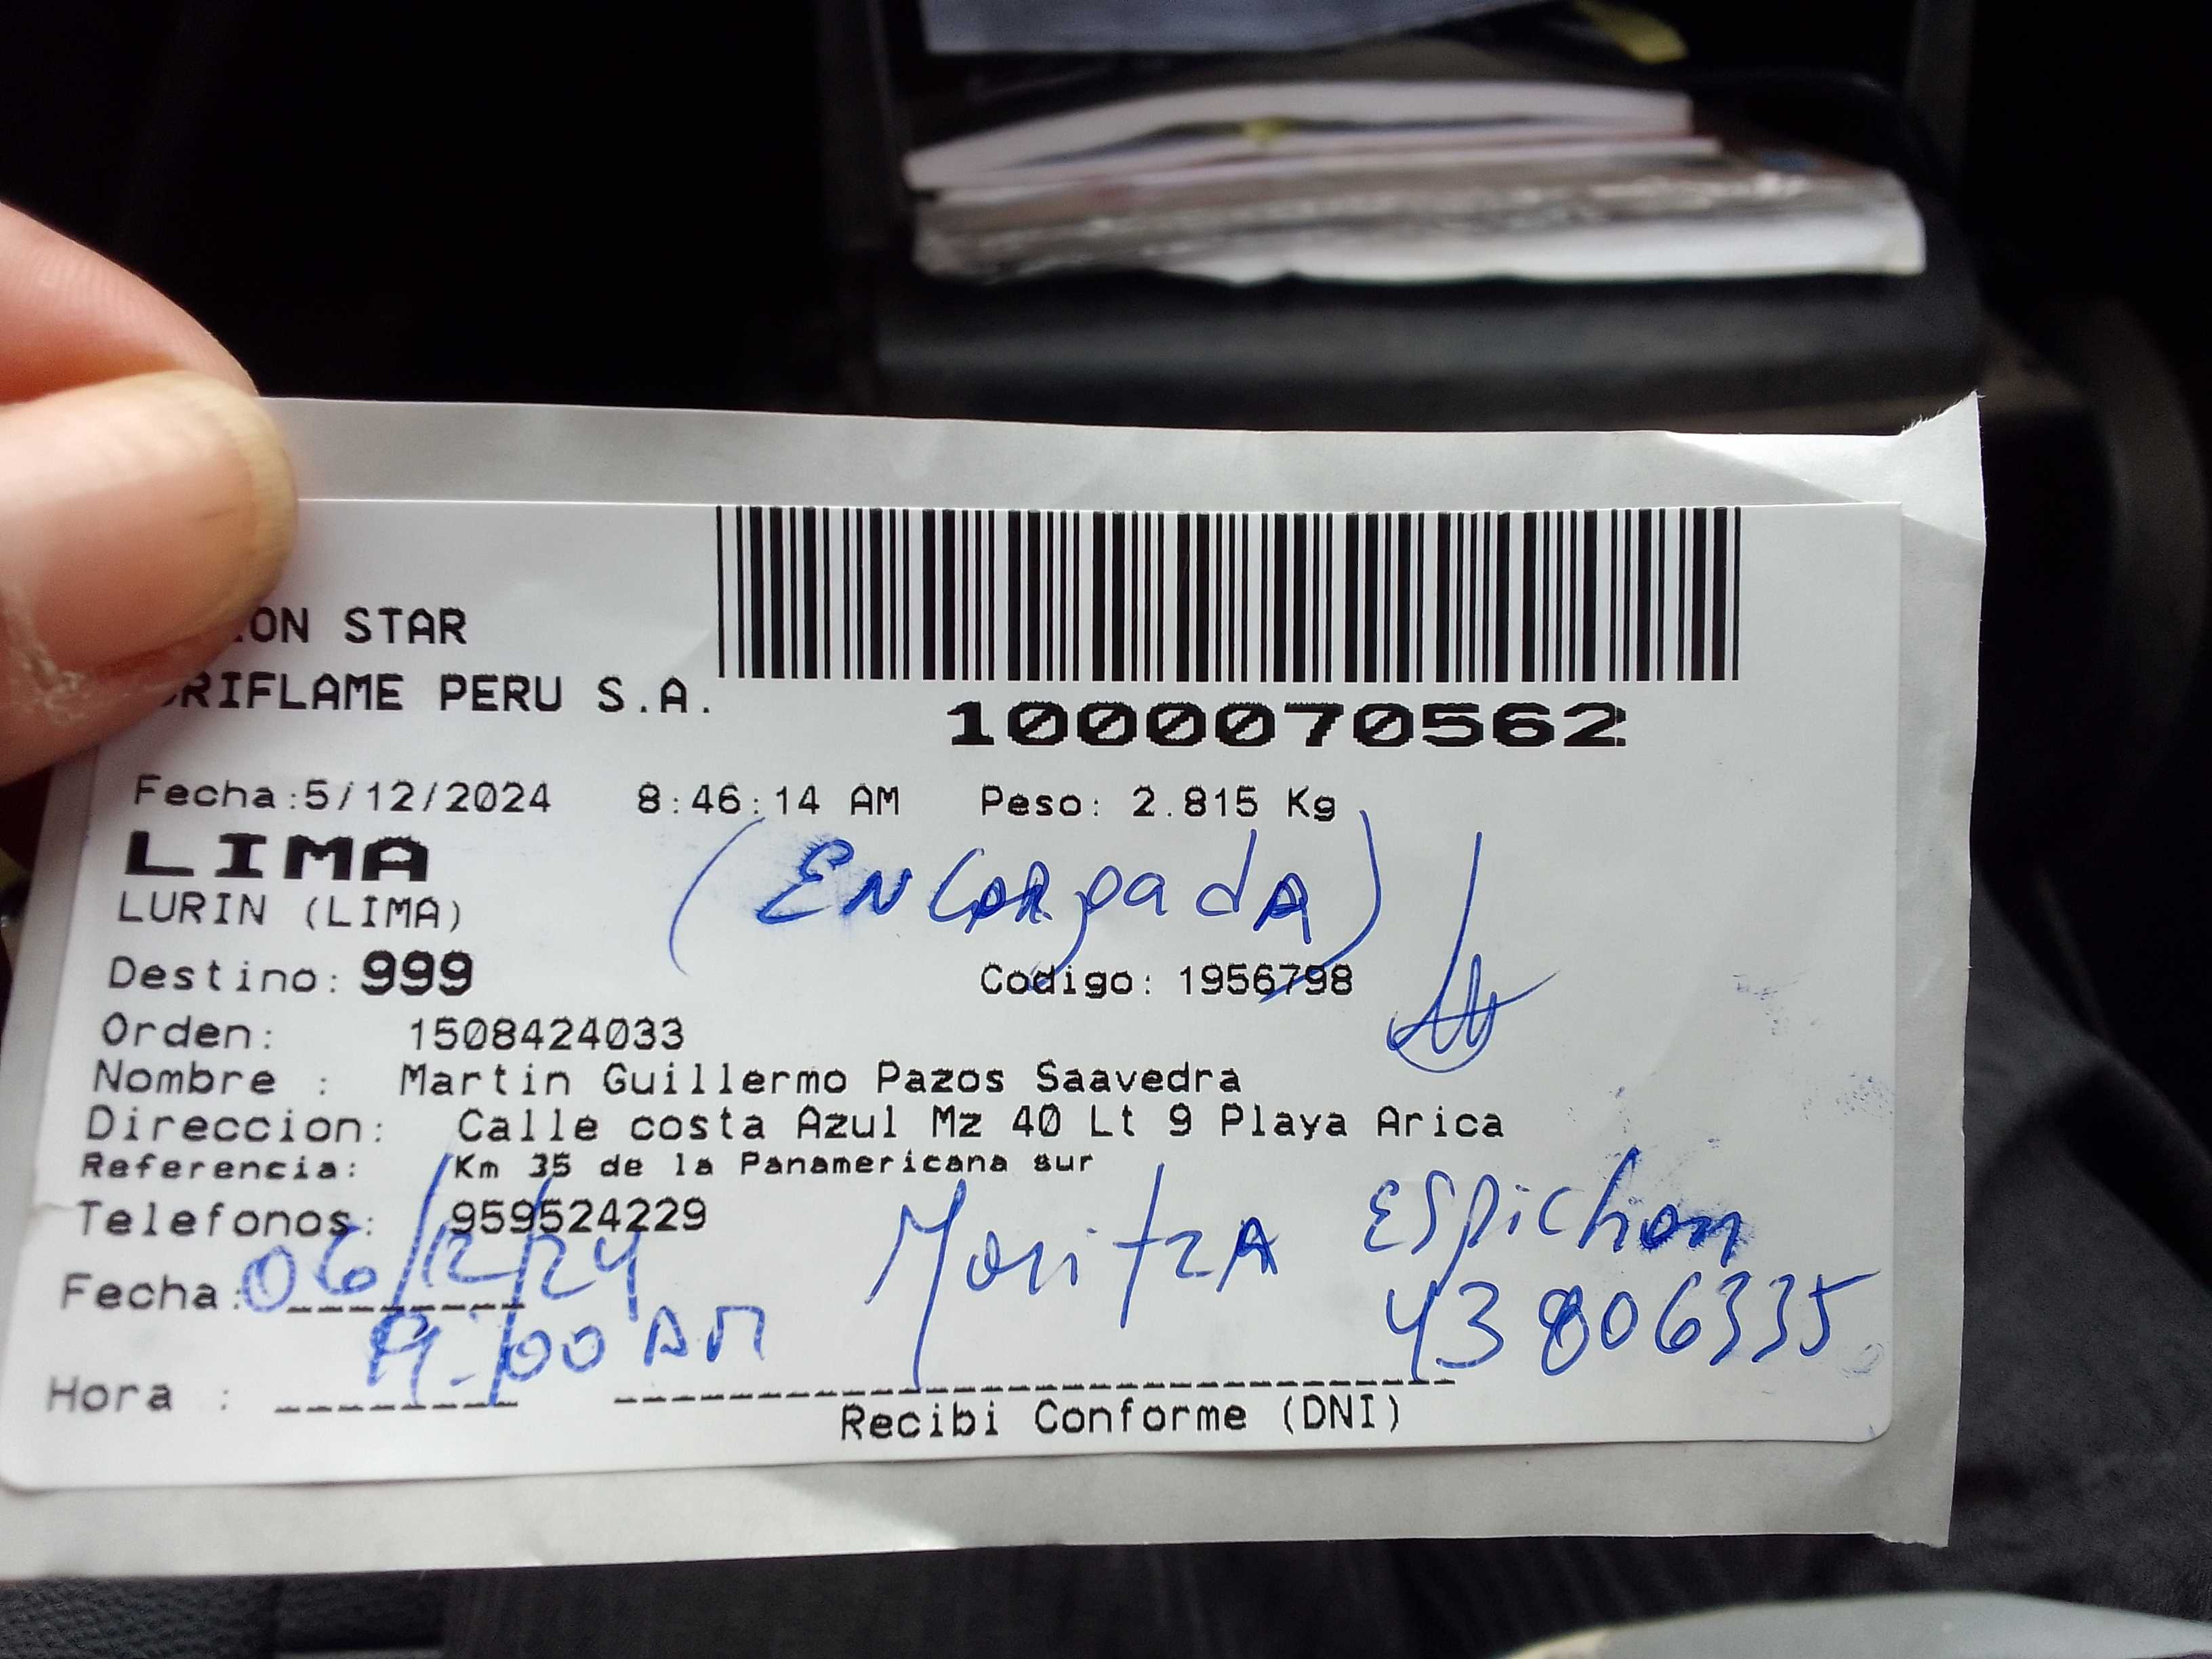 ON STAR
RIFLAME PERU S.A.
1000070562
Fecha:5/12/2024 8:46:14 AM Peso: 2.815 Kg
LIMA
(ENCARgadA)
LURIN (LIMA)
Destino: 999 Codigo: 1956798
Orden: 1508424033
Nombre : Martin Guillermo Pazos Saavedra
Direccion: Calle costa Azul Mz 40 Lt 9 Playa Arica
Referencia: Km 35 de la Panamericana sur
Telefonos: 959524229
MaritzA ESpichan
Fecha: 06/12/24
43806335
Hora : :00 AM
Recibi Conforme (DNI)